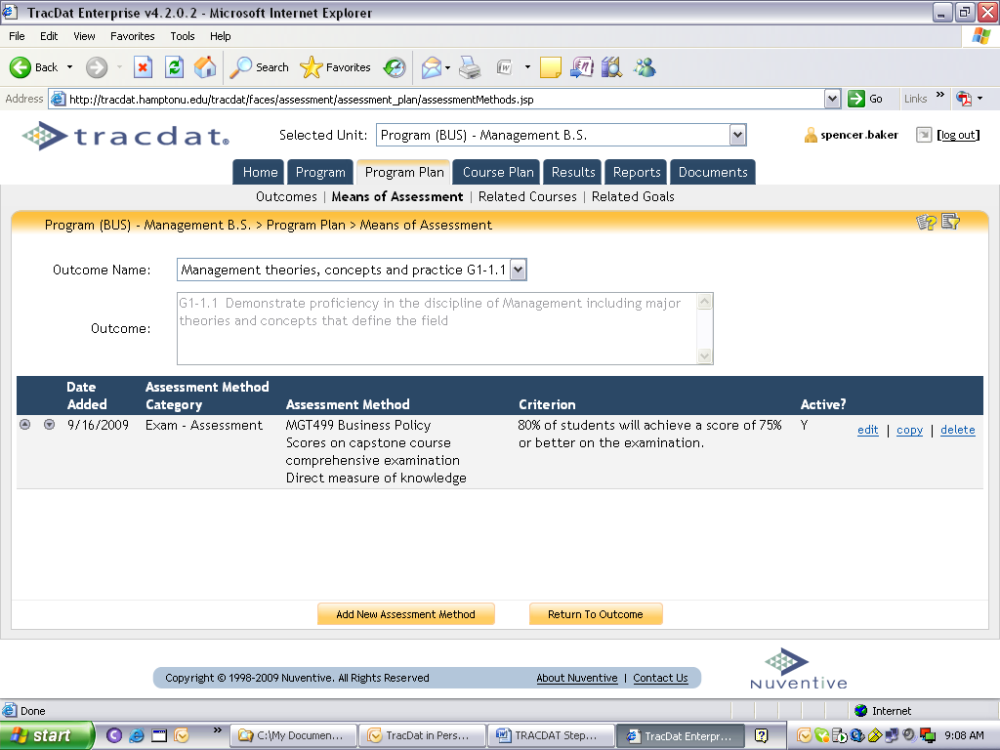 TracDat Enterprise v4.2.0.2 - Microsoft Internet Explorer
File Edit View Favorites Tools Help
Back Search Favorites
Address http://tracdat.hamptonu.edu/tracdat/faces/assessment/assessment_plan/assessmentMethods.jsp Go Links »
tracdat® Selected Unit: Program (BUS) - Management B.S. spencer.baker [log out]
Home Program Program Plan Course Plan Results Reports Documents
Outcomes | Means of Assessment | Related Courses | Related Goals
Program (BUS) - Management B.S. > Program Plan > Means of Assessment
Outcome Name: Management theories, concepts and practice G1-1.1
G1-1.1 Demonstrate proficiency in the discipline of Management including major
theories and concepts that define the field
Outcome:
Date Added
Assessment Method Category
Assessment Method
Criterion
Active?
9/16/2009
Exam - Assessment
MGT499 Business Policy
Scores on capstone course
comprehensive examination
Direct measure of knowledge
80% of students will achieve a score of 75%
or better on the examination.
Y
edit | copy | delete
Add New Assessment Method Return To Outcome
Copyright © 1998-2009 Nuventive. All Rights Reserved About Nuventive | Contact Us
NUVENTIVE
Done Internet
start » C:\My Documen... TracDat in Pers... TRACDAT Step... TracDat Enterpr... 9:08 AM